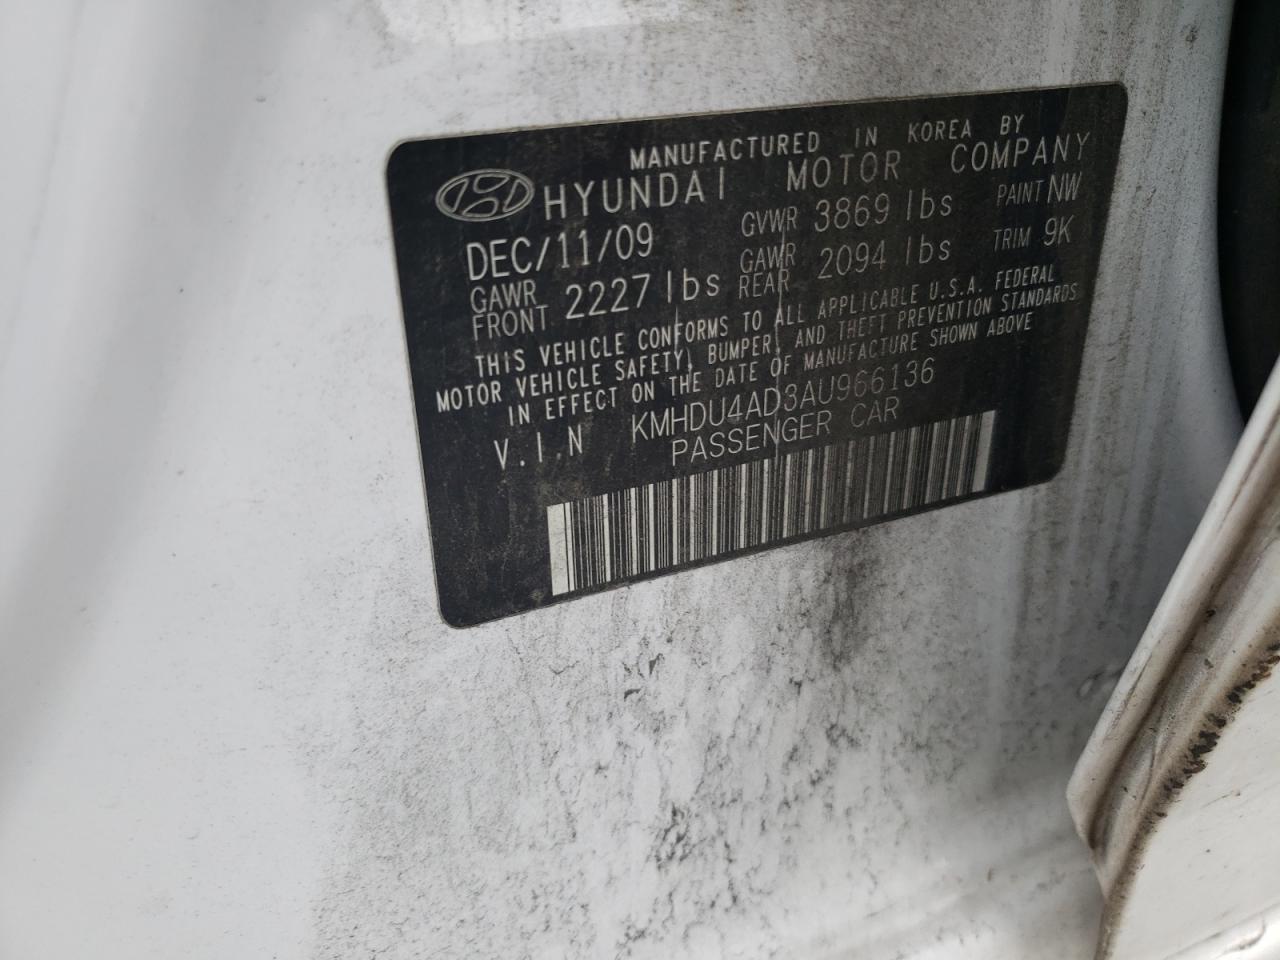 MANUFACTURED IN KOREA BY
HYUNDAI MOTOR COMPANY
DEC/11/09 GVWR 3869 lbs PAINT NW
GAWR FRONT 2227 lbs GAWR REAR 2094 lbs TRIM 9K
THIS VEHICLE CONFORMS TO ALL APPLICABLE U.S.A. FEDERAL
MOTOR VEHICLE SAFETY, BUMPER, AND THEFT PREVENTION STANDARDS
IN EFFECT ON THE DATE OF MANUFACTURE SHOWN ABOVE
V.I.N KMHDU4AD3AU966136
PASSENGER CAR